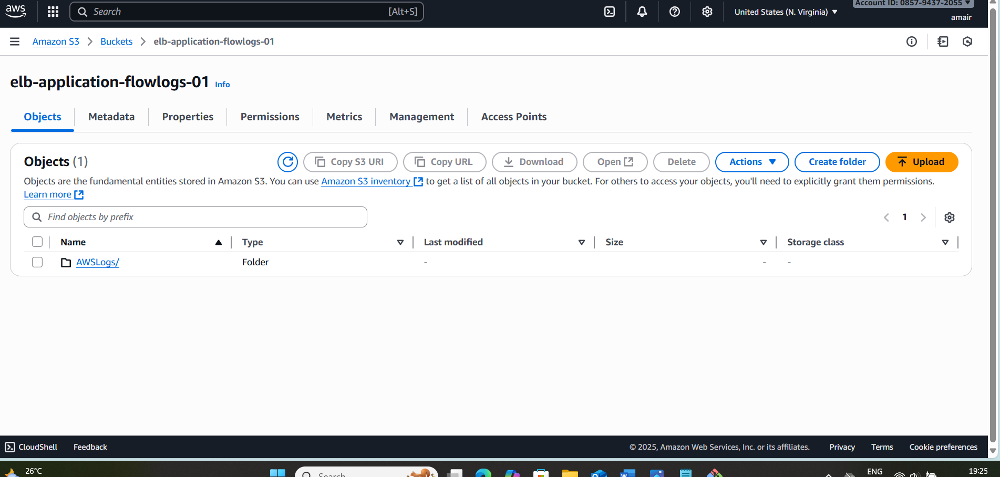 aws
Search [Alt+S]
United States (N. Virginia)
Account ID: 0857-9437-2055
amair
Amazon S3
Buckets
elb-application-flowlogs-01
elb-application-flowlogs-01 Info
Objects
Metadata
Properties
Permissions
Metrics
Management
Access Points
Objects (1)
Copy S3 URI
Copy URL
Download
Open
Delete
Actions
Create folder
Upload
Objects are the fundamental entities stored in Amazon S3. You can use Amazon S3 inventory to get a list of all objects in your bucket. For others to access your objects, you'll need to explicitly grant them permissions.
Learn more
Find objects by prefix
1
Name Type Last modified Size Storage class
AWSLogs/ Folder - - -
CloudShell
Feedback
© 2025, Amazon Web Services, Inc. or its affiliates.
Privacy
Terms
Cookie preferences
26°C
Search
ENG
19:25